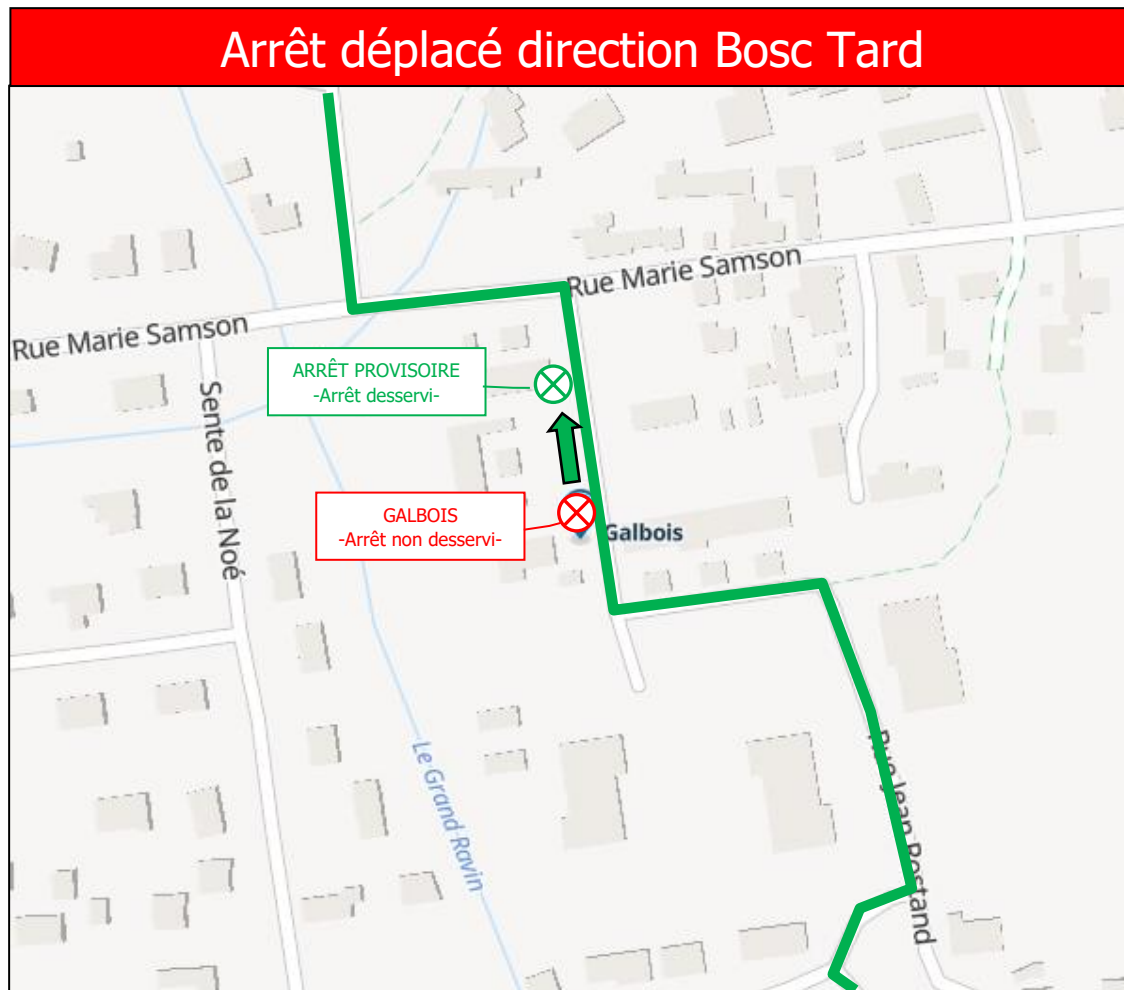 Arrêt déplacé direction Bosc Tard
Rue Marie Samson
Rue Marie Samson
ARRÊT PROVISOIRE
-Arrêt desservi-
Sente de la Noé
GALBOIS
-Arrêt non desservi-
Galbois
Le Grand Ravin
Rue Jean Rostand